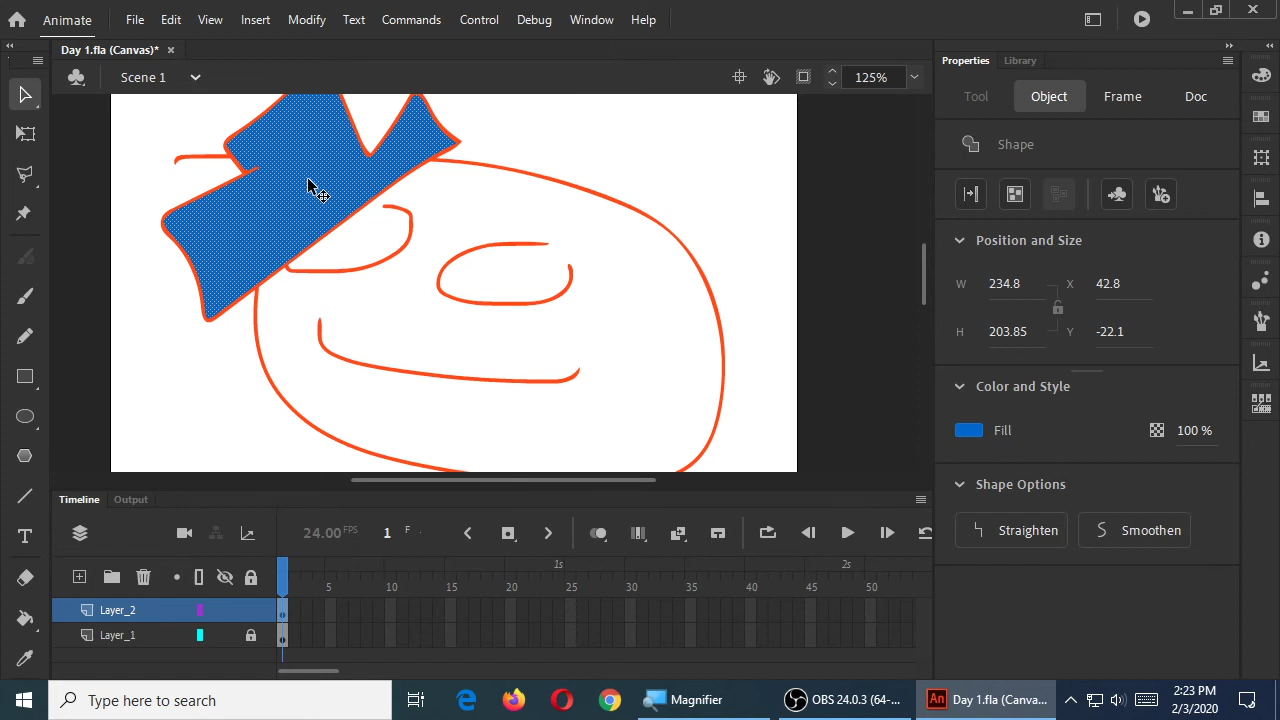 Animate File Edit View Insert Modify Text Commands Control Debug Window Help
Day 1.fla (Canvas)*
Properties Library
Scene 1 125%
Tool Object Frame Doc
Shape
Position and Size
W 234.8 X 42.8
H 203.85 Y -22.1
Color and Style
Fill 100 %
Shape Options
Straighten Smoothen
Timeline Output
24.00 FPS 1 F
1s 2s
5 10 15 20 25 30 35 40 45 50
Layer_2
Layer_1
Type here to search Magnifier OBS 24.0.3 (64-... An Day 1.fla (Canva...
2:23 PM
2/3/2020